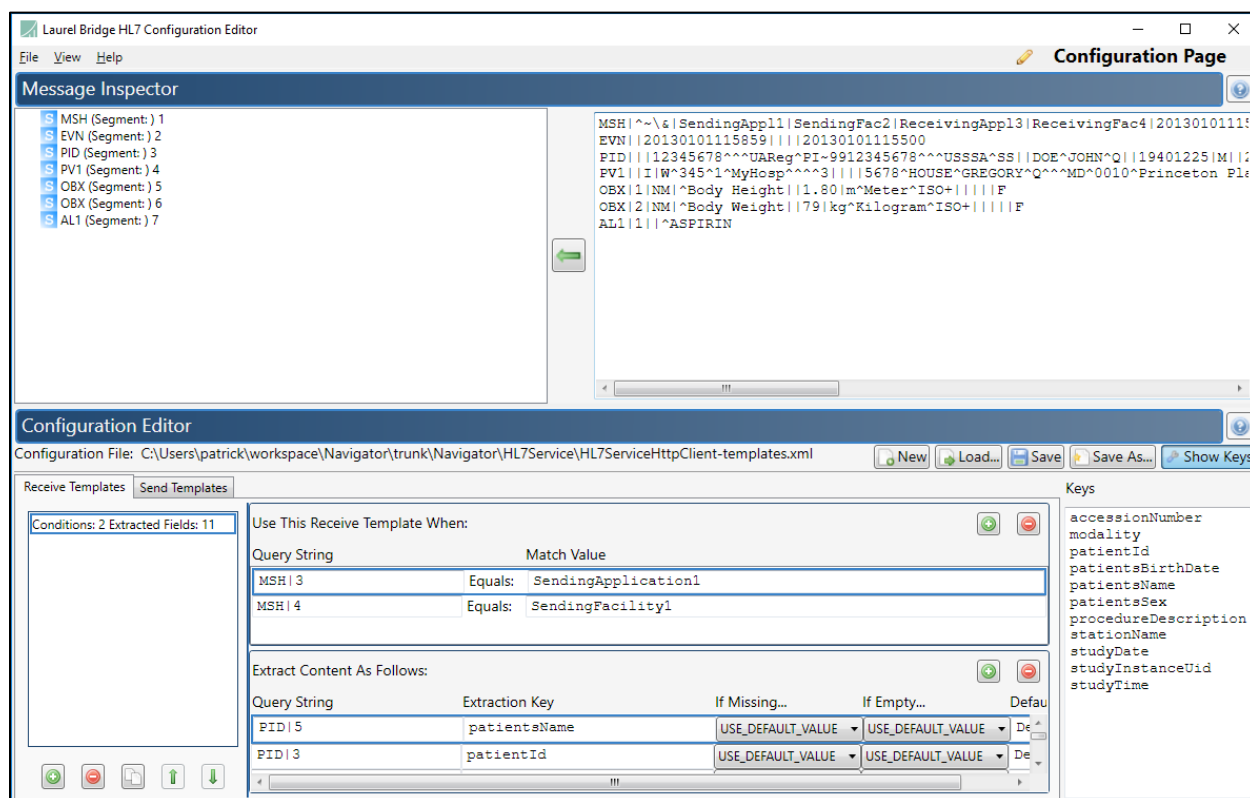 Laurel Bridge HL7 Configuration Editor
File View Help
Configuration Page
Message Inspector
S MSH (Segment: ) 1
S EVN (Segment: ) 2
S PID (Segment: ) 3
S PV1 (Segment: ) 4
S OBX (Segment: ) 5
S OBX (Segment: ) 6
S AL1 (Segment: ) 7
MSH|^~\&|SendingAppl1|SendingFac2|ReceivingAppl3|ReceivingFac4|20130101115
EVN||20130101115859||||20130101115500
PID|||12345678^^^UAReg^PI~9912345678^^^USSSA^SS||DOE^JOHN^Q||19401225|M||2
PV1||I|W^345^1^MyHosp^^^^3||||5678^HOUSE^GREGORY^Q^^^MD^0010^Princeton Pla
OBX|1|NM|^Body Height||1.80|m^Meter^ISO+|||||F
OBX|2|NM|^Body Weight||79|kg^Kilogram^ISO+|||||F
AL1|1||^ASPIRIN
Configuration Editor
Configuration File: C:\Users\patrick\workspace\Navigator\trunk\Navigator\HL7Service\HL7ServiceHttpClient-templates.xml
New Load... Save Save As... Show Keys
Receive Templates Send Templates
Keys
Conditions: 2 Extracted Fields: 11
Use This Receive Template When:
Query String Match Value
MSH|3 Equals: SendingApplication1
MSH|4 Equals: SendingFacility1
Extract Content As Follows:
Query String Extraction Key If Missing... If Empty... Defau
PID|5 patientsName USE_DEFAULT_VALUE USE_DEFAULT_VALUE De
PID|3 patientId USE_DEFAULT_VALUE USE_DEFAULT_VALUE De
accessionNumber
modality
patientId
patientsBirthDate
patientsName
patientsSex
procedureDescription
stationName
studyDate
studyInstanceUid
studyTime